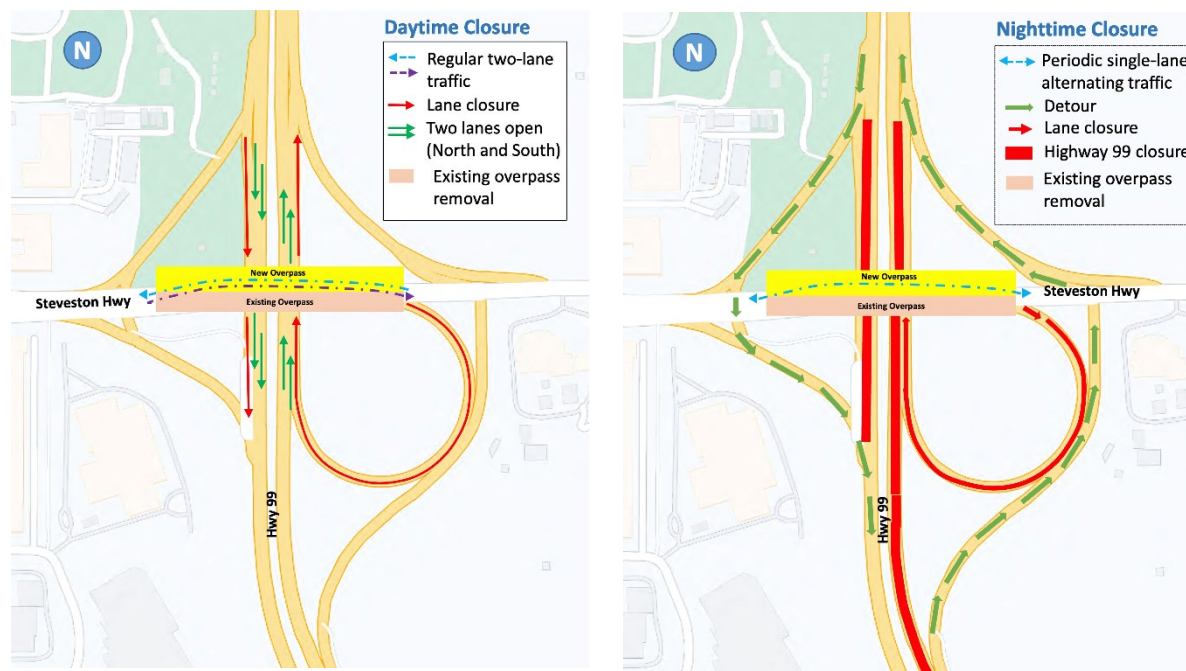 Daytime Closure
N
Regular two-lane
traffic
Lane closure
Two lanes open
(North and South)
Existing overpass
removal
New Overpass
Steveston Hwy
Existing Overpass
Hwy 99
Nighttime Closure
N
Periodic single-lane
alternating traffic
Detour
Lane closure
Highway 99 closure
Existing overpass
removal
New Overpass
Steveston Hwy
Existing Overpass
Hwy 99